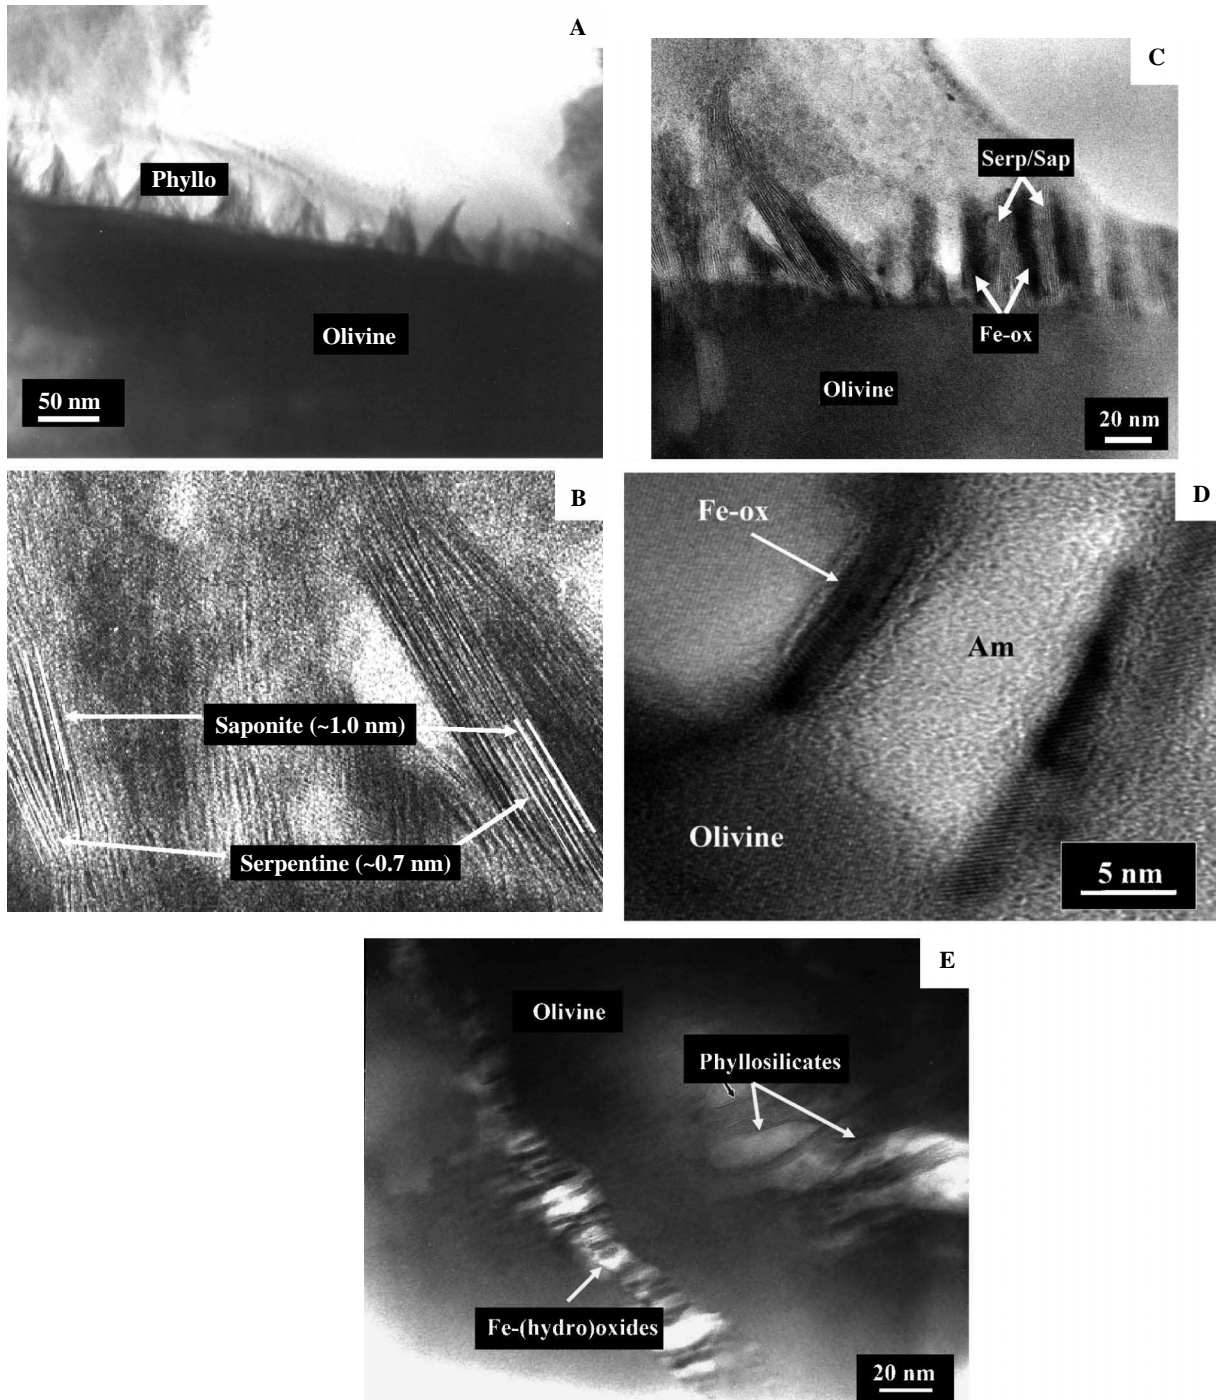 A
Phyllo
Olivine
50 nm
C
Serp/Sap
Fe-ox
Olivine
20 nm
B
Saponite (~1.0 nm)
Serpentine (~0.7 nm)
D
Fe-ox
Am
Olivine
5 nm
E
Olivine
Phyllosilicates
Fe-(hydro)oxides
20 nm